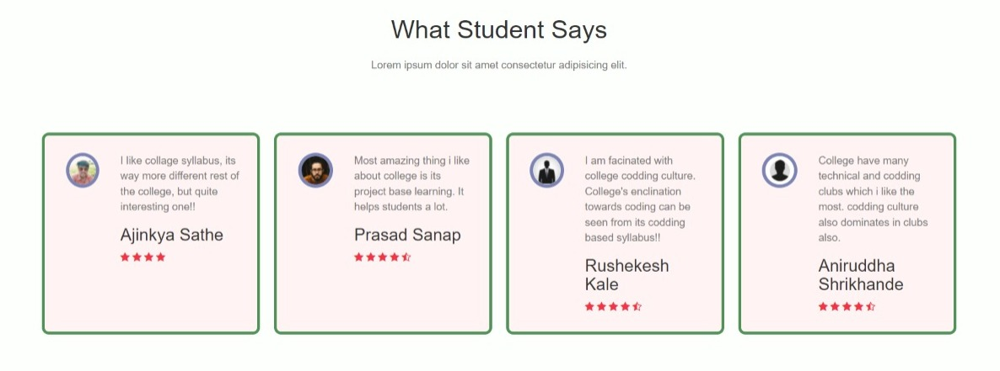 What Student Says
Lorem ipsum dolor sit amet consectetur adipisicing elit.
I like collage syllabus, its
way more different rest of
the college, but quite
interesting one!!
Ajinkya Sathe
Most amazing thing i like
about college is its
project base learning. It
helps students a lot.
Prasad Sanap
I am facinated with
college codding culture.
College's enclination
towards coding can be
seen from its codding
based syllabus!!
Rushekesh
Kale
College have many
technical and codding
clubs which i like the
most. codding culture
also dominates in clubs
also.
Aniruddha
Shrikhande